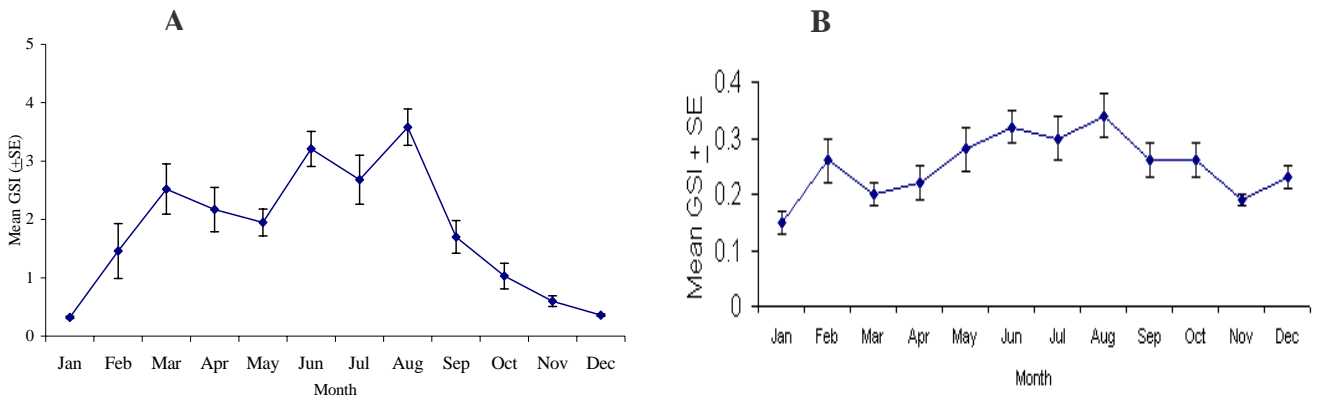 A
5
4
3
2
1
0
Mean GSI (±SE)
Jan Feb Mar Apr May Jun Jul Aug Sep Oct Nov Dec
Month
B
0.4
0.3
0.2
0.1
0
Mean GSI ± SE
Jan Feb Mar Apr May Jun Jul Aug Sep Oct Nov Dec
Month